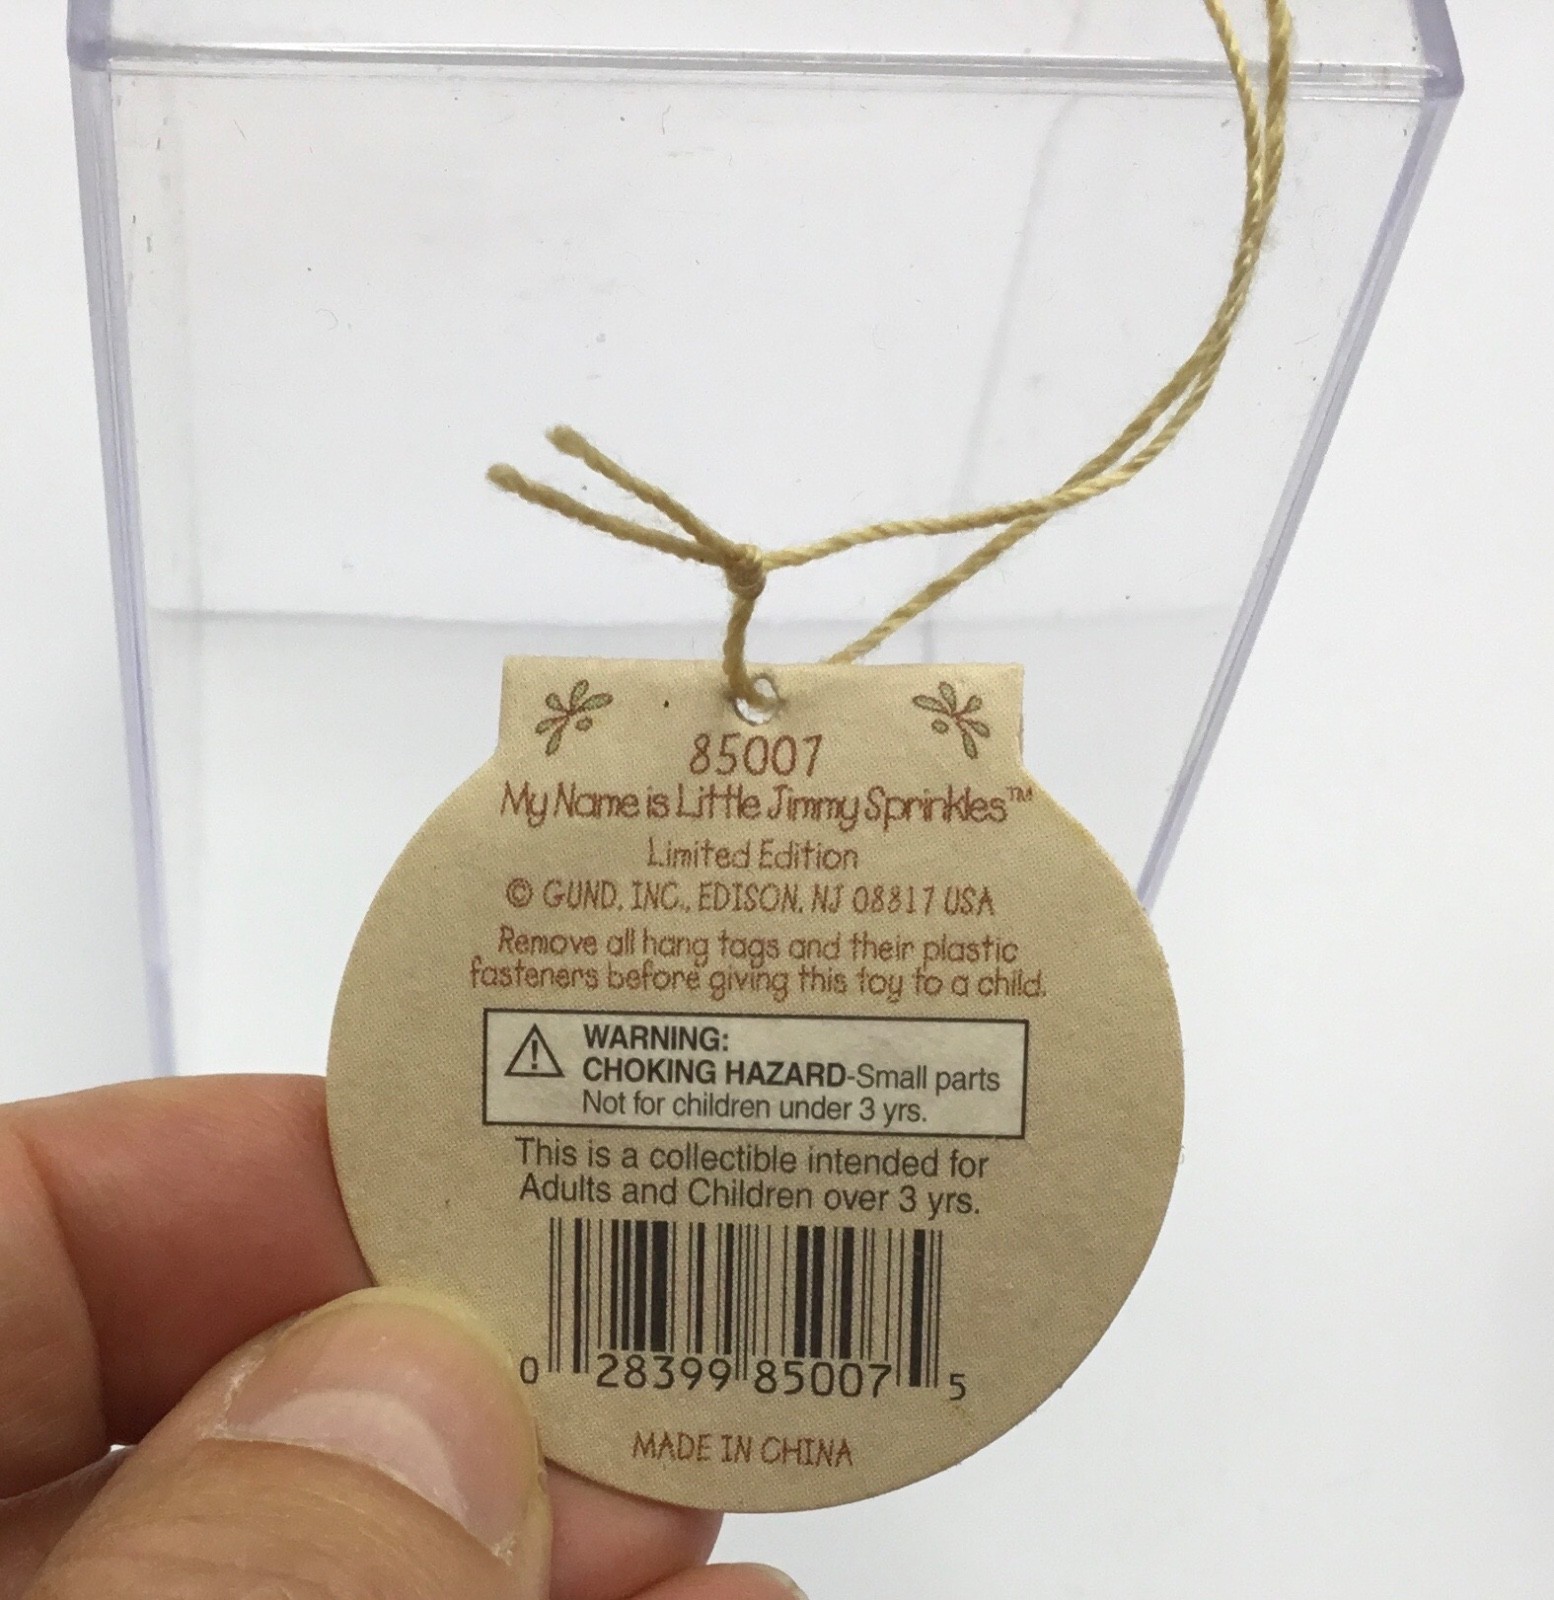 85007
My Name is Little Jimmy Sprinkles™
Limited Edition
© GUND, INC., EDISON, NJ 08817 USA
Remove all hang tags and their plastic
fasteners before giving this toy to a child.
WARNING:
CHOKING HAZARD-Small parts
Not for children under 3 yrs.
This is a collectible intended for
Adults and Children over 3 yrs.
0 28399 85007 5
MADE IN CHINA